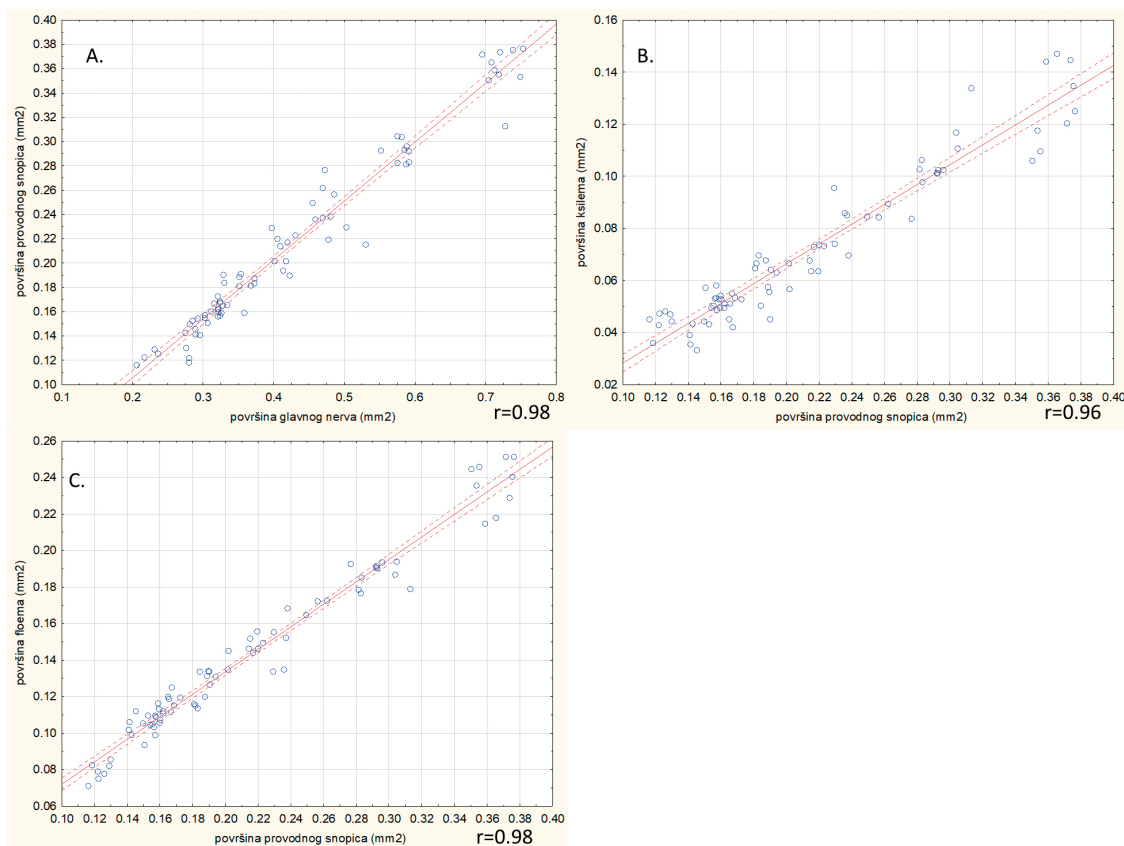 A.
površina provodnog snopica (mm2)
0.40
0.38
0.36
0.34
0.32
0.30
0.28
0.26
0.24
0.22
0.20
0.18
0.16
0.14
0.12
0.10
0.1 0.2 0.3 0.4 0.5 0.6 0.7 0.8
površina glavnog nerva (mm2)
r=0.98
B.
površina ksilema (mm2)
0.16
0.14
0.12
0.10
0.08
0.06
0.04
0.02
0.10 0.12 0.14 0.16 0.18 0.20 0.22 0.24 0.26 0.28 0.30 0.32 0.34 0.36 0.38 0.40
površina provodnog snopica (mm2)
r=0.96
C.
površina floema (mm2)
0.26
0.24
0.22
0.20
0.18
0.16
0.14
0.12
0.10
0.08
0.06
0.10 0.12 0.14 0.16 0.18 0.20 0.22 0.24 0.26 0.28 0.30 0.32 0.34 0.36 0.38 0.40
površina provodnog snopica (mm2)
r=0.98